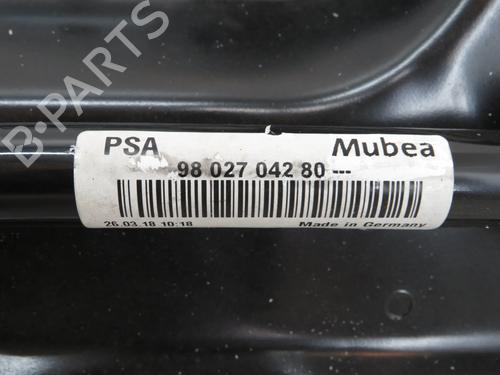 B-PARTS
PSA Mubea
98 027 042 80 ---
26.03.18 10:18 Made in Germany